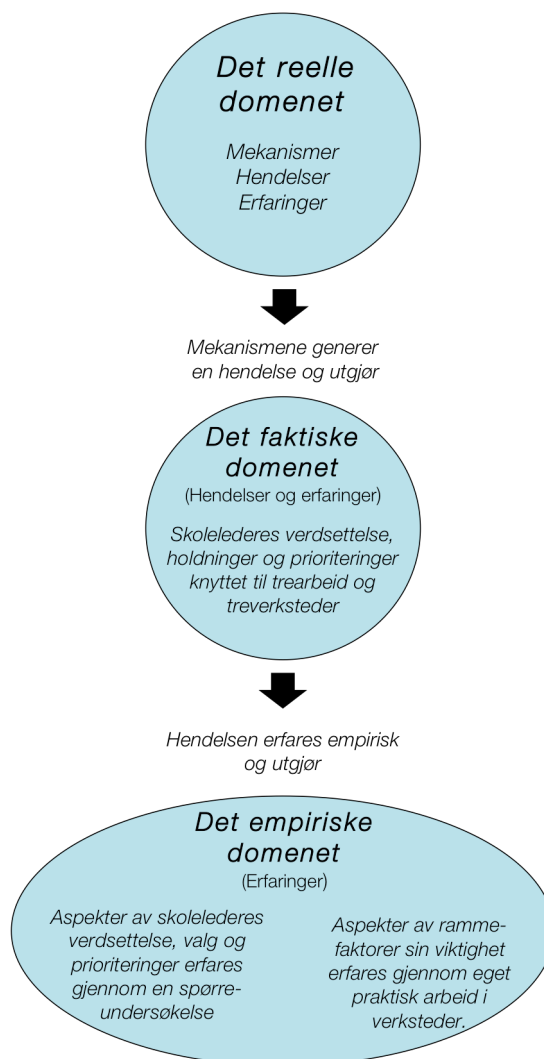 Det reelle
domenet
Mekanismer
Hendelser
Erfaringer
Mekanismene generer
en hendelse og utgjør
Det faktiske
domenet
(Hendelser og erfaringer)
Skolelederes verdsettelse,
holdninger og prioriteringer
knyttet til trearbeid og
treverksteder
Hendelsen erfares empirisk
og utgjør
Det empiriske
domenet
(Erfaringer)
Aspekter av skolelederes
verdsettelse, valg og
prioriteringer erfares
gjennom en spørre-
undersøkelse
Aspekter av ramme-
faktorer sin viktighet
erfares gjennom eget
praktisk arbeid i
verksteder.